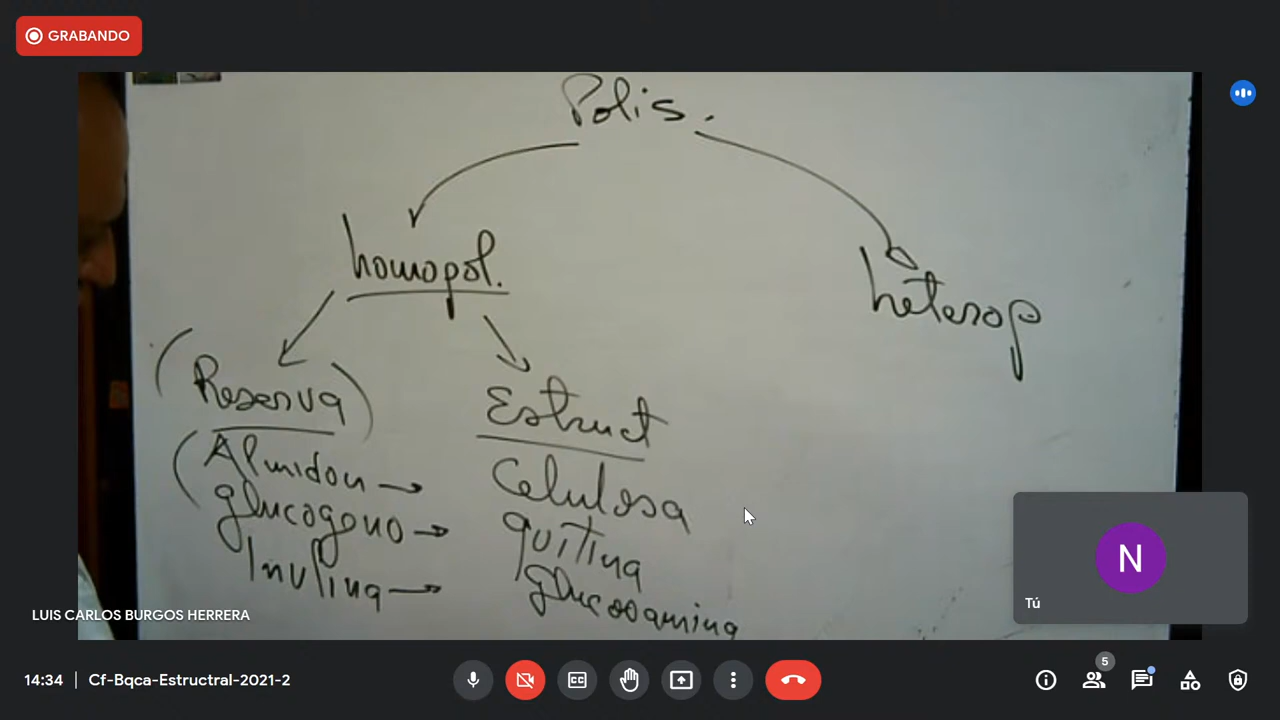 GRABANDO
Polis.
homopol.
heterop
(Reserva)
Estruct
(Almidon →
Celulosa
glucogeno →
quitina
Inulina →
glucosamina
N
Tú
LUIS CARLOS BURGOS HERRERA
14:34 | Cf-Bqca-Estructral-2021-2
5